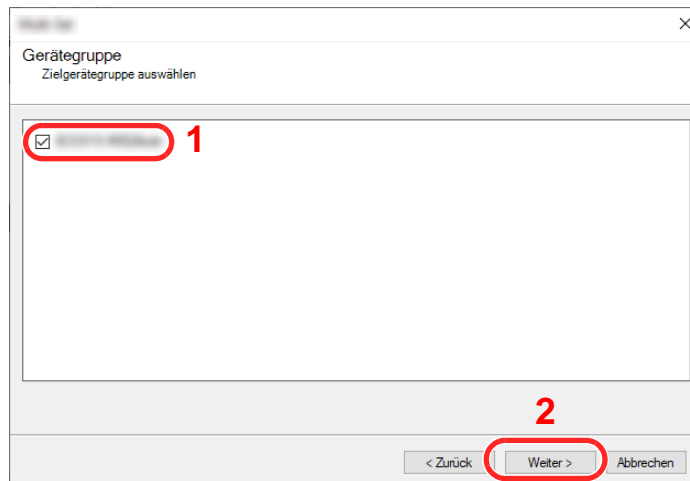 Gerätegruppe
Zielgerätegruppe auswählen
1
2
< Zurück
Weiter >
Abbrechen